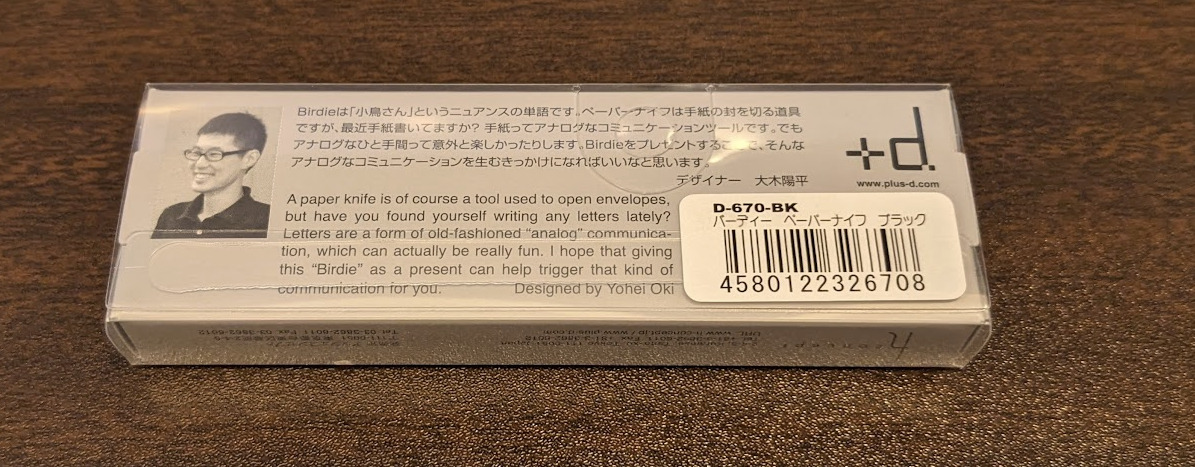 Birdieは「小鳥さん」というニュアンスの単語です。ペーパーナイフは手紙の封を切る道具
ですが、最近手紙書いてますか? 手紙ってアナログなコミュニケーションツールです。でも
アナログなひと手間って意外と楽しかったりします。Birdieをプレゼントすることで、そんな
アナログなコミュニケーションを生むきっかけになればいいなと思います。
デザイナー 大木陽平
A paper knife is of course a tool used to open envelopes,
but have you found yourself writing any letters lately?
Letters are a form of old-fashioned “analog” communica-
tion, which can actually be really fun. I hope that giving
this “Birdie” as a present can help trigger that kind of
communication for you.
Designed by Yohei Oki
+d.
www.plus-d.com
D-670-BK
バーディー ペーパーナイフ ブラック
4580122326708
h concept